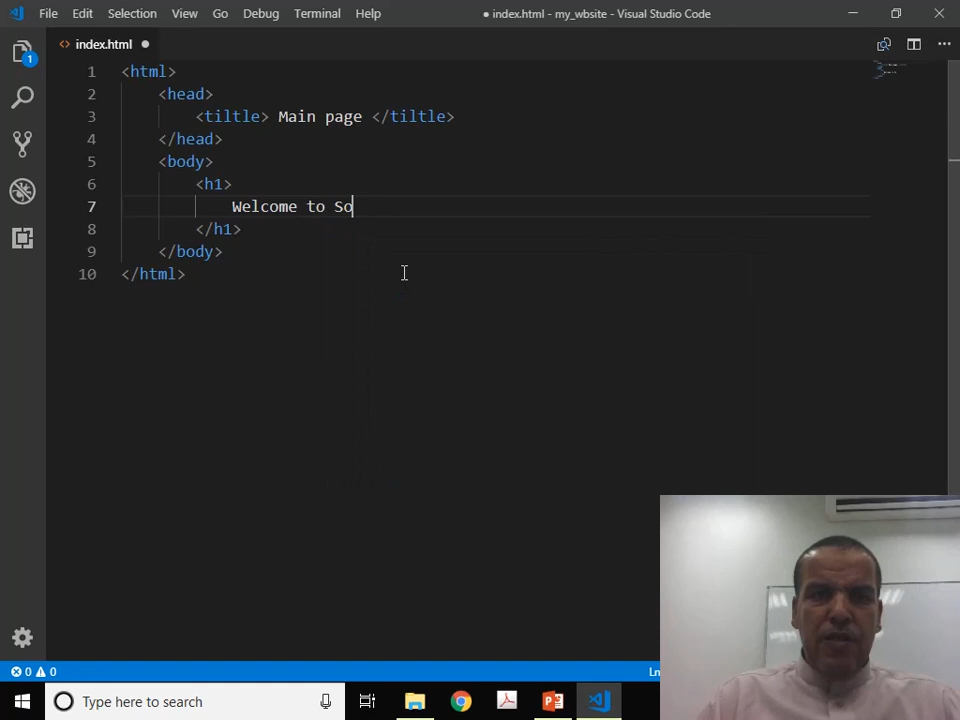 File Edit Selection View Go Debug Terminal Help ● index.html - my_wbsite - Visual Studio Code
<> index.html ●
1 <html>
2 <head>
3 <tiltle> Main page </tiltle>
4 </head>
5 <body>
6 <h1>
7 Welcome to So
8 </h1>
9 </body>
10 </html>
1
0 0 Ln
Type here to search